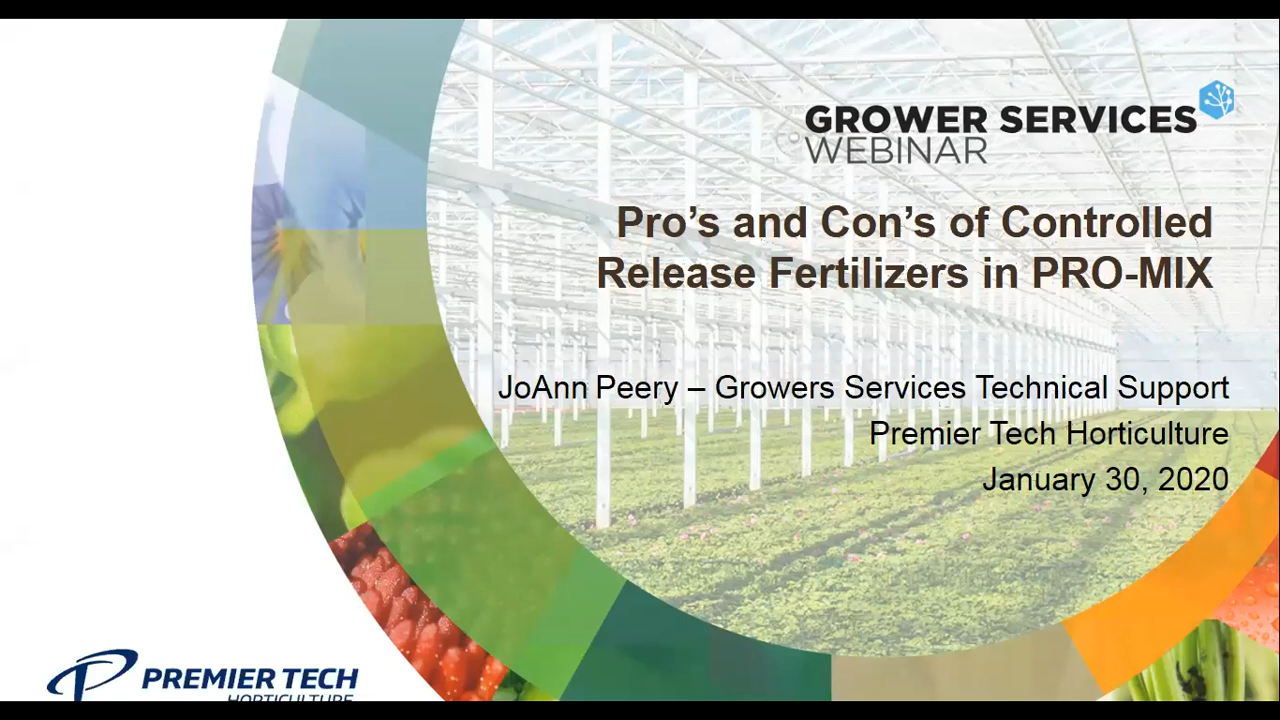 GROWER SERVICES
WEBINAR
Pro's and Con's of Controlled
Release Fertilizers in PRO-MIX
JoAnn Peery – Growers Services Technical Support
Premier Tech Horticulture
January 30, 2020
PREMIER TECH
HORTICULTURE